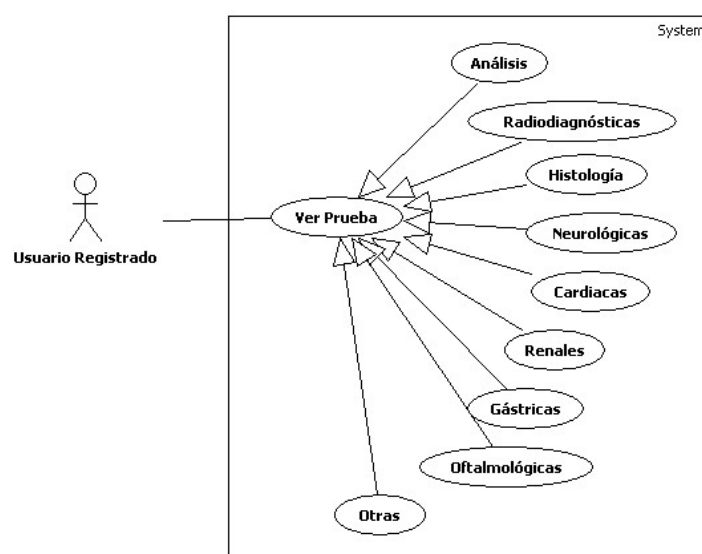 System
Análisis
Radiodiagnósticas
Histología
Ver Prueba
Neurológicas
Usuario Registrado
Cardiacas
Renales
Gástricas
Oftalmológicas
Otras